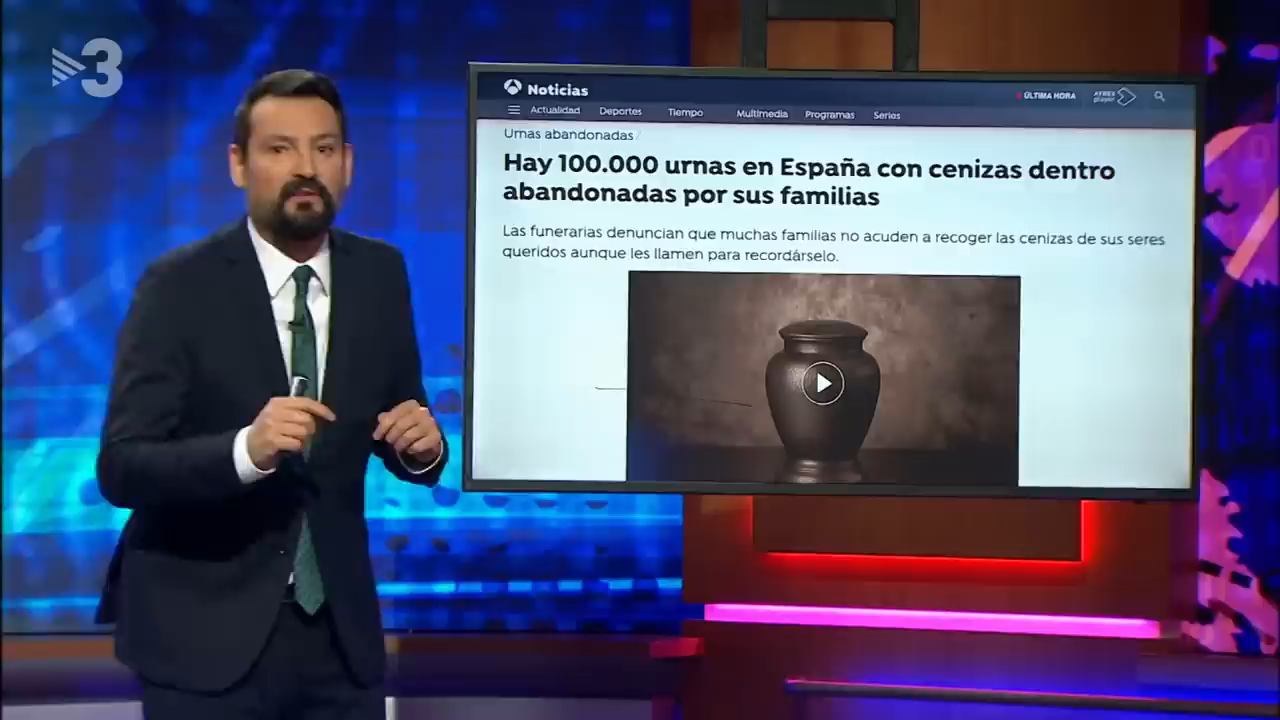 3
Noticias
ÚLTIMA HORA
ATRES
player
Actualidad Deportes Tiempo Multimedia Programas Series
Urnas abandonadas /
Hay 100.000 urnas en España con cenizas dentro
abandonadas por sus familias
Las funerarias denuncian que muchas familias no acuden a recoger las cenizas de sus seres
queridos aunque les llamen para recordárselo.